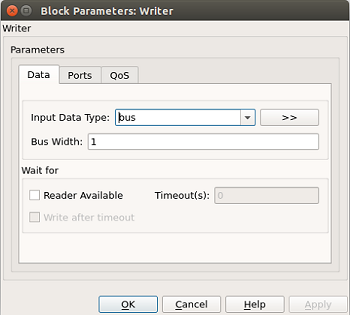 Block Parameters: Writer
Writer
Parameters
Data Ports QoS
Input Data Type: bus >>
Bus Width: 1
Wait for
Reader Available Timeout(s): 0
Write after timeout
OK Cancel Help Apply